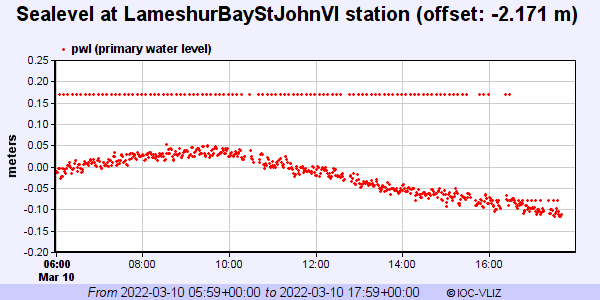 Sealevel at LameshurBayStJohnVI station (offset: -2.171 m)
pwl (primary water level)
meters
0.25
0.20
0.15
0.10
0.05
0.00
-0.05
-0.10
-0.15
-0.20
06:00 08:00 10:00 12:00 14:00 16:00
Mar 10
From 2022-03-10 05:59+00:00 to 2022-03-10 17:59+00:00 © IOC-VLIZ